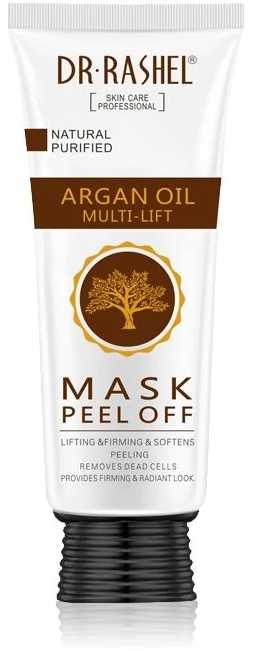 DR·RASHEL®
[ SKIN CARE
PROFESSIONAL ]
NATURAL
PURIFIED
ARGAN OIL
MULTI-LIFT
MASK
PEEL OFF
LIFTING &FIRMING & SOFTENS
PEELING
REMOVES DEAD CELLS
PROVIDES FIRMING & RADIANT LOOK.